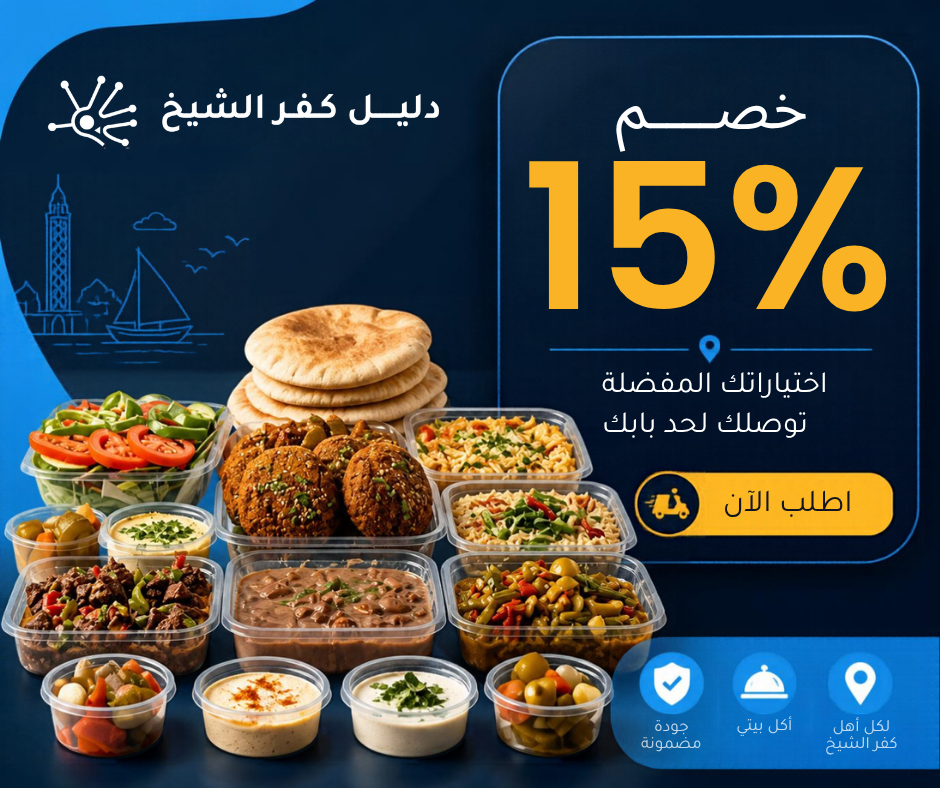 دليل كفر الشيخ
خصم
15%
اختياراتك المفضلة
توصلك لحد بابك
اطلب الآن
لكل أهل
كفر الشيخ
أكل بيتي
جودة
مضمونة